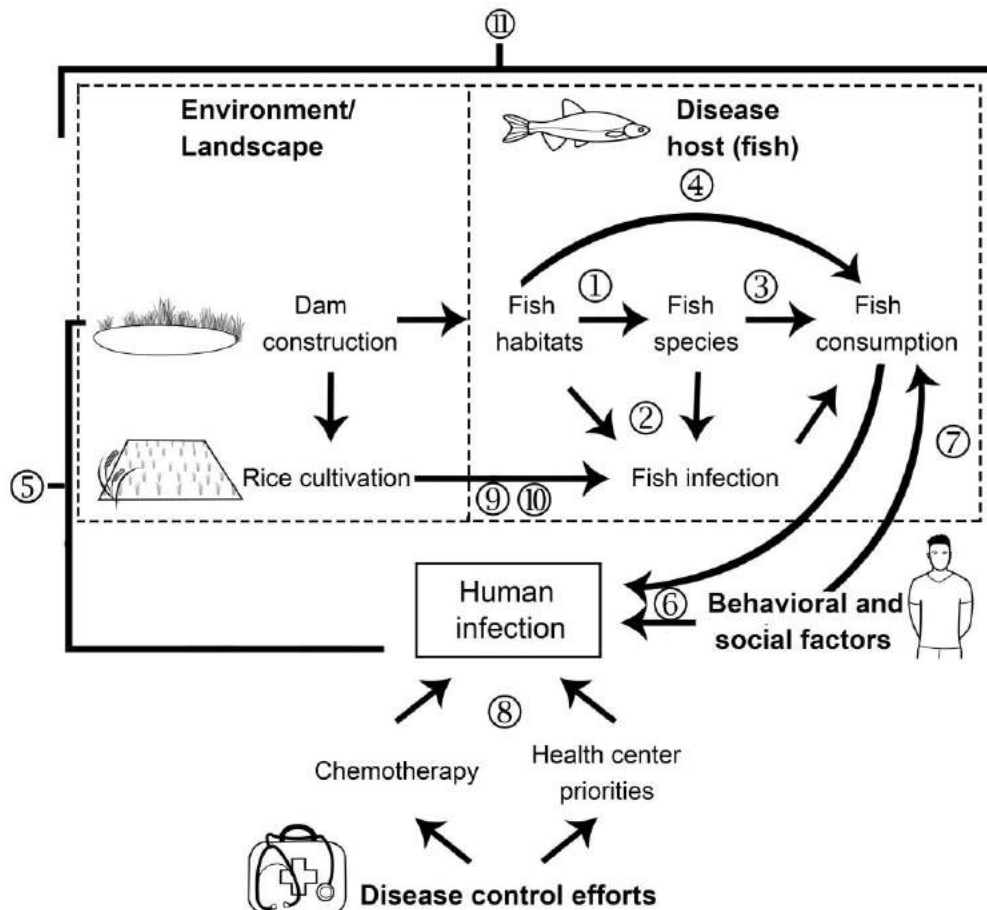 ⑪
Environment/
Landscape
Disease
host (fish)
④
Dam
construction
Fish
habitats
①
Fish
species
③
Fish
consumption
②
⑦
⑤
Rice cultivation
⑨ ⑩
Fish infection
Human
infection
⑥
Behavioral and
social factors
⑧
Chemotherapy
Health center
priorities
Disease control efforts